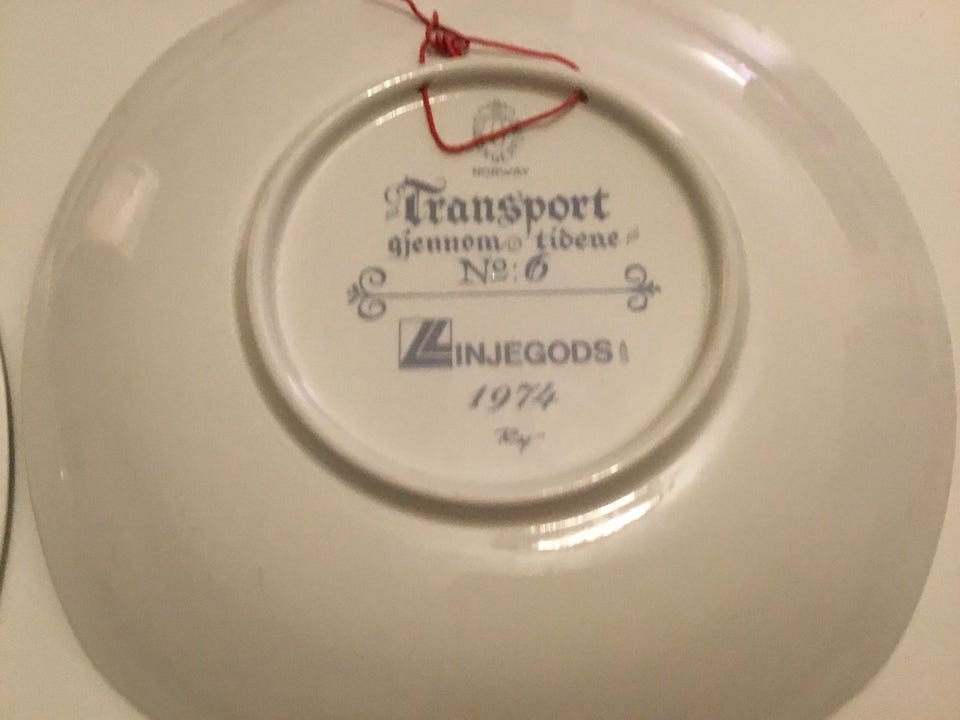 NORWAY
Transport
gjennom tidene
No: 6
LINJEGODS
1974